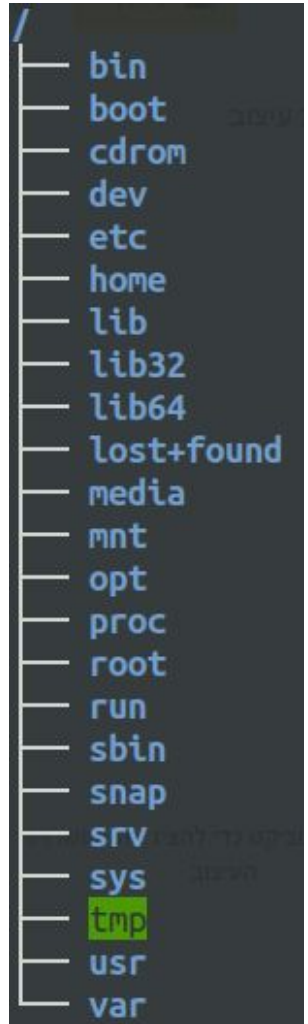 /
bin
boot
cdrom
dev
etc
home
lib
lib32
lib64
lost+found
media
mnt
opt
proc
root
run
sbin
snap
srv
sys
tmp
usr
var